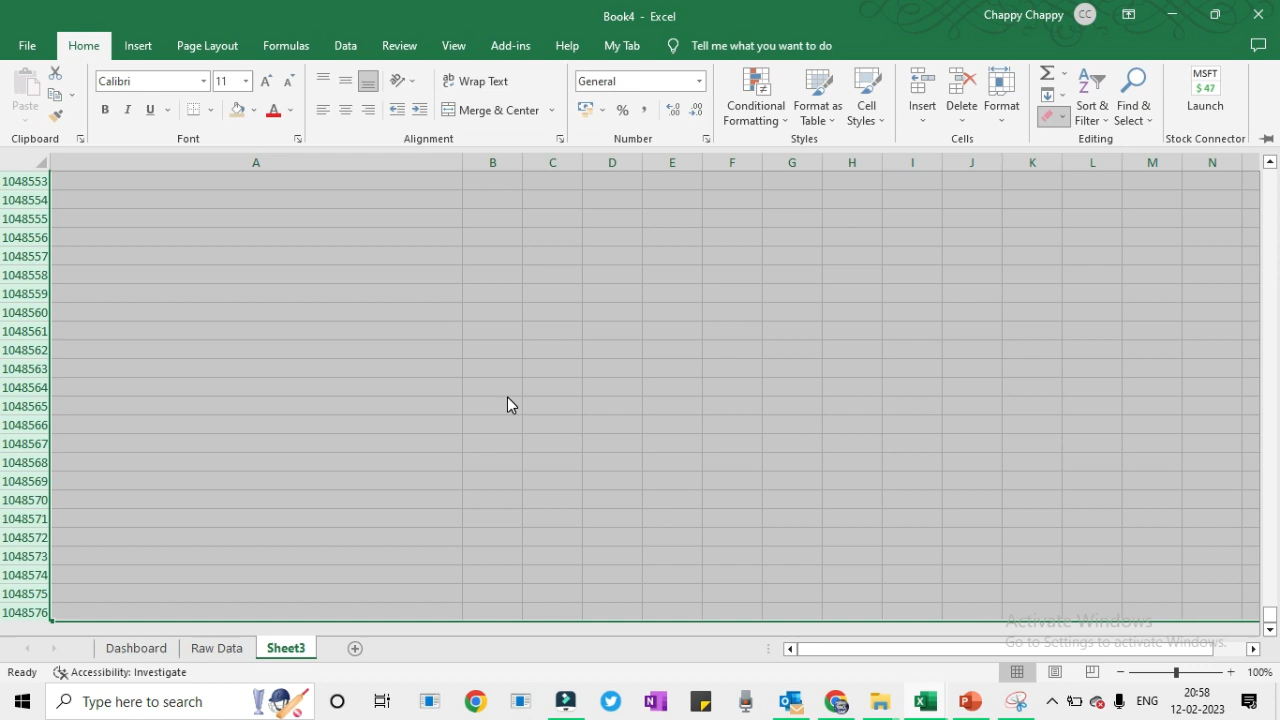 Book4 - Excel
Chappy Chappy CC
File Home Insert Page Layout Formulas Data Review View Add-ins Help My Tab Tell me what you want to do
Paste
Clipboard
Calibri 11
B I U
Font
Wrap Text
Merge & Center
Alignment
General
%
Number
Conditional Formatting
Format as Table
Cell Styles
Styles
Insert
Delete
Format
Cells
Sort & Filter
Find & Select
Editing
MSFT
$ 47
Launch
Stock Connector
A B C D E F G H I J K L M N
1048553
1048554
1048555
1048556
1048557
1048558
1048559
1048560
1048561
1048562
1048563
1048564
1048565
1048566
1048567
1048568
1048569
1048570
1048571
1048572
1048573
1048574
1048575
1048576
Activate Windows
Go to Settings to activate Windows.
Dashboard Raw Data Sheet3
Ready Accessibility: Investigate 100%
Type here to search
ENG
20:58
12-02-2023